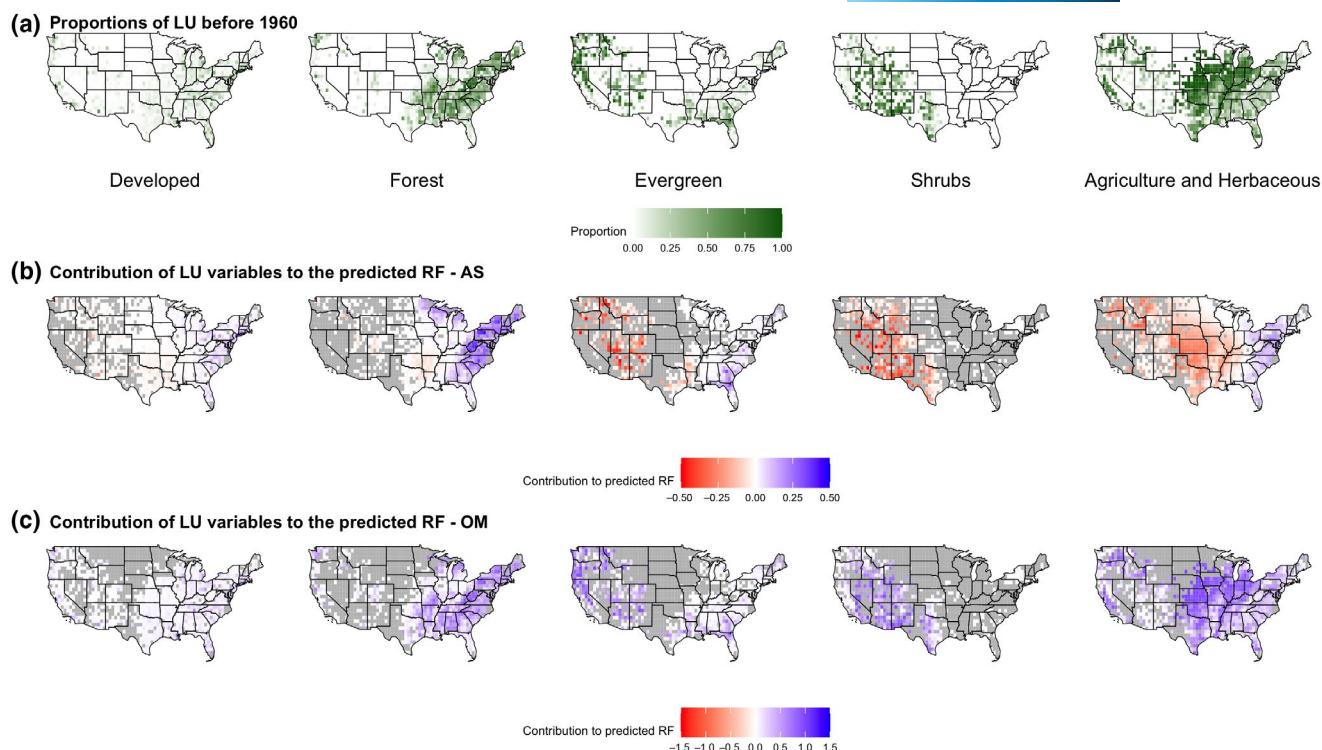 (a) Proportions of LU before 1960
Developed Forest Evergreen Shrubs Agriculture and Herbaceous
Proportion
0.00 0.25 0.50 0.75 1.00
(b) Contribution of LU variables to the predicted RF - AS
Contribution to predicted RF
−0.50 −0.25 0.00 0.25 0.50
(c) Contribution of LU variables to the predicted RF - OM
Contribution to predicted RF
−1.5 −1.0 −0.5 0.0 0.5 1.0 1.5